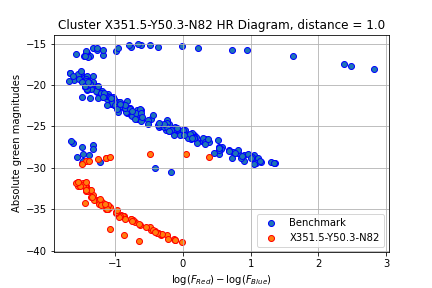 Cluster X351.5-Y50.3-N82 HR Diagram, distance = 1.0
Absolute green magnitudes
−15
−20
−25
−30
−35
−40
−1
0
1
2
3
log(F_Red) − log(F_Blue)
Benchmark
X351.5-Y50.3-N82